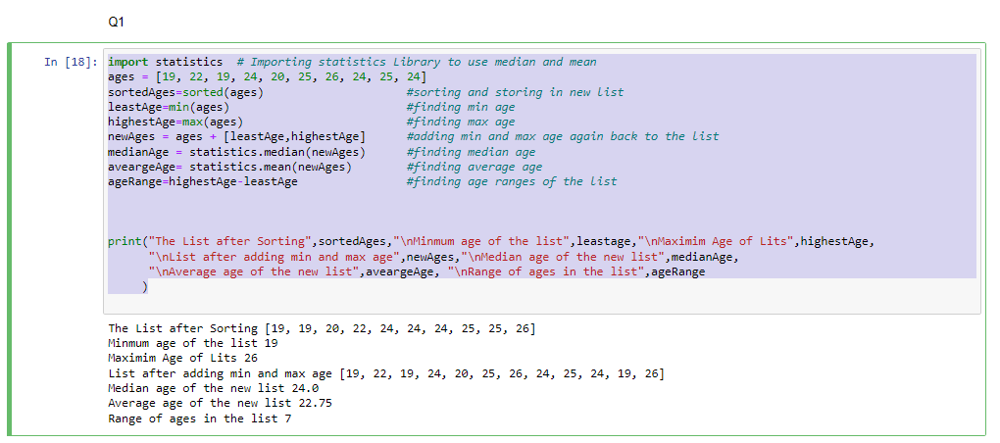 Q1
In [18]:
import statistics  # Importing statistics Library to use median and mean
ages = [19, 22, 19, 24, 20, 25, 26, 24, 25, 24]
sortedAges=sorted(ages)                     #sorting and storing in new list
leastAge=min(ages)                          #finding min age
highestAge=max(ages)                        #finding max age
newAges = ages + [leastAge,highestAge]      #adding min and max age again back to the list
medianAge = statistics.median(newAges)      #finding median age
aveargeAge= statistics.mean(newAges)        #finding average age
ageRange=highestAge-leastAge                #finding age ranges of the list
print("The List after Sorting",sortedAges,"\nMinmum age of the list",leastage,"\nMaximim Age of Lits",highestAge,
      "\nList after adding min and max age",newAges,"\nMedian age of the new list",medianAge,
      "\nAverage age of the new list",aveargeAge, "\nRange of ages in the list",ageRange
     )
The List after Sorting [19, 19, 20, 22, 24, 24, 24, 25, 25, 26]
Minmum age of the list 19
Maximim Age of Lits 26
List after adding min and max age [19, 22, 19, 24, 20, 25, 26, 24, 25, 24, 19, 26]
Median age of the new list 24.0
Average age of the new list 22.75
Range of ages in the list 7